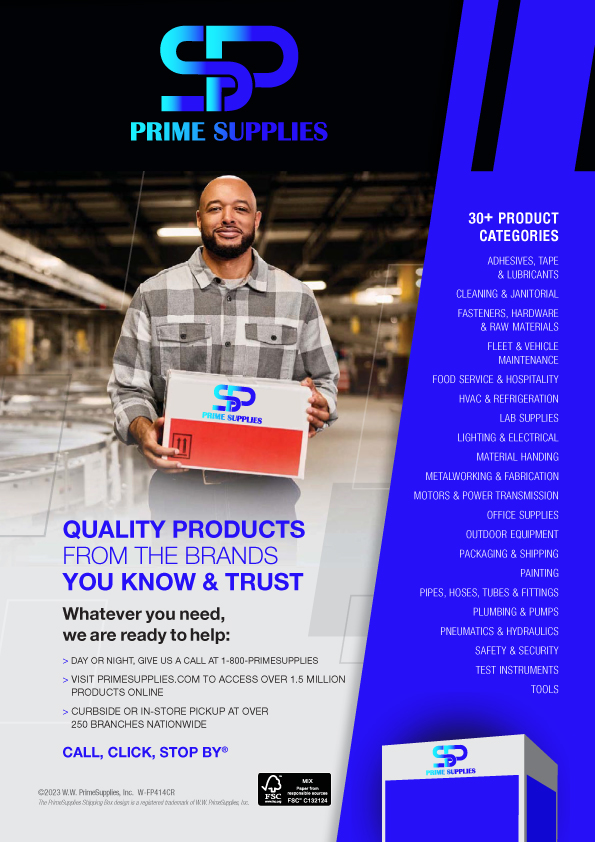 PRIME SUPPLIES
30+ PRODUCT
CATEGORIES
ADHESIVES, TAPE
& LUBRICANTS
CLEANING & JANITORIAL
FASTENERS, HARDWARE
& RAW MATERIALS
FLEET & VEHICLE
MAINTENANCE
FOOD SERVICE & HOSPITALITY
HVAC & REFRIGERATION
LAB SUPPLIES
LIGHTING & ELECTRICAL
MATERIAL HANDING
METALWORKING & FABRICATION
MOTORS & POWER TRANSMISSION
OFFICE SUPPLIES
OUTDOOR EQUIPMENT
PACKAGING & SHIPPING
PAINTING
PIPES, HOSES, TUBES & FITTINGS
PLUMBING & PUMPS
PNEUMATICS & HYDRAULICS
SAFETY & SECURITY
TEST INSTRUMENTS
TOOLS
PRIME SUPPLIES
QUALITY PRODUCTS
FROM THE BRANDS
YOU KNOW & TRUST
Whatever you need,
we are ready to help:
> DAY OR NIGHT, GIVE US A CALL AT 1-800-PRIMESUPPLIES
> VISIT PRIMESUPPLIES.COM TO ACCESS OVER 1.5 MILLION
PRODUCTS ONLINE
> CURBSIDE OR IN-STORE PICKUP AT OVER
250 BRANCHES NATIONWIDE
CALL, CLICK, STOP BY®
PRIME SUPPLIES
©2023 W.W. PrimeSupplies, Inc. W-FP414CR
The PrimeSupplies Shipping Box design is a registered trademark of W.W. PrimeSupplies, Inc.
FSC
www.fsc.org
MIX
Paper from
responsible sources
FSC® C132124